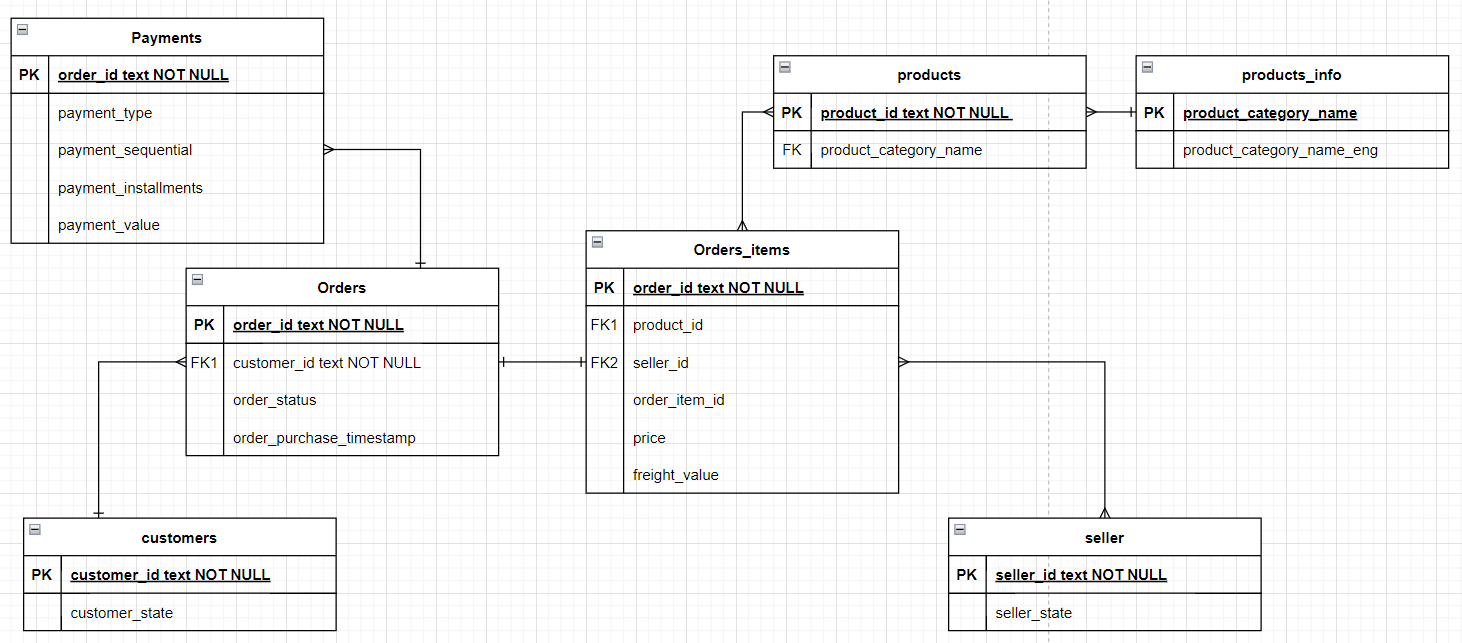 Payments
PK order_id text NOT NULL
payment_type
payment_sequential
payment_installments
payment_value
products
PK product_id text NOT NULL
FK product_category_name
products_info
PK product_category_name
product_category_name_eng
Orders
PK order_id text NOT NULL
FK1 customer_id text NOT NULL
order_status
order_purchase_timestamp
Orders_items
PK order_id text NOT NULL
FK1 product_id
FK2 seller_id
order_item_id
price
freight_value
customers
PK customer_id text NOT NULL
customer_state
seller
PK seller_id text NOT NULL
seller_state